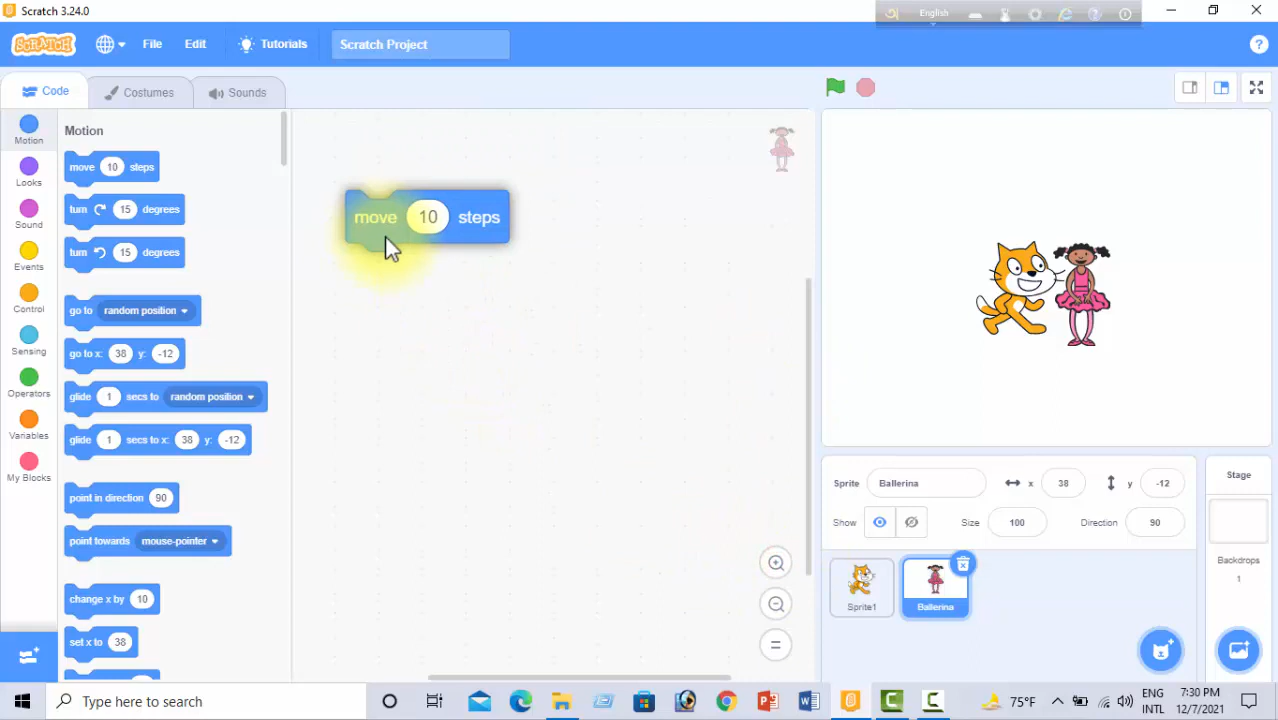 Scratch 3.24.0
English
SCRATCH
File
Edit
Tutorials
Scratch Project
?
Code
Costumes
Sounds
Motion
Looks
Sound
Events
Control
Sensing
Operators
Variables
My Blocks
Motion
move 10 steps
turn 15 degrees
turn 15 degrees
go to random position
go to x: 38 y: -12
glide 1 secs to random position
glide 1 secs to x: 38 y: -12
point in direction 90
point towards mouse-pointer
change x by 10
set x to 38
move 10 steps
Sprite Ballerina x 38 y -12
Show Size 100 Direction 90
Sprite1
Ballerina
Stage
Backdrops
1
Type here to search
75°F
ENG
INTL
7:30 PM
12/7/2021